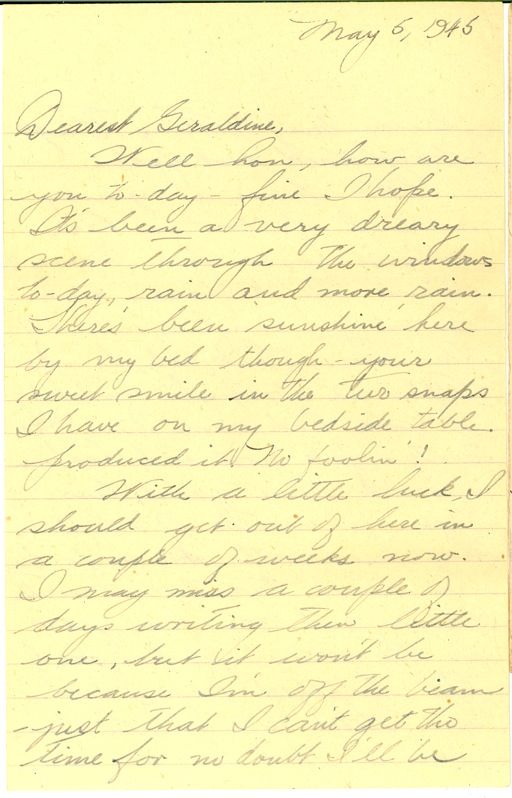 May 5, 1945
Dearest Geraldine,
Well hon, how are
you to-day - fine I hope.
It's been a very dreary
scene through the windows
to-day, rain and more rain.
There's been 'sunshine' here
by my bed though - your
sweet smile in the two snaps
I have on my bedside table
produced it. No foolin'!
With a little luck, I
should get out of here in
a couple of weeks now.
I may miss a couple of
days writing then little
one, but it won't be
because I'm off the beam
- just that I can't get the
time for no doubt I'll be